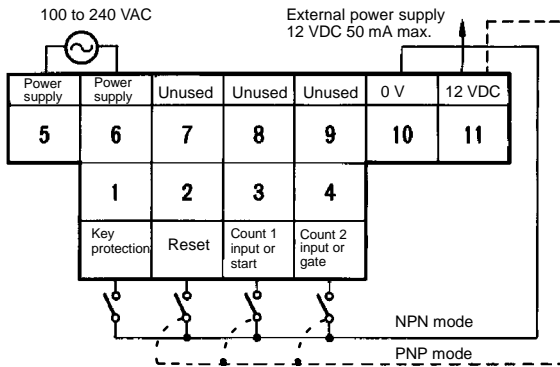 100 to 240 VAC
External power supply
12 VDC 50 mA max.
Power supply
Power supply
Unused
Unused
Unused
0 V
12 VDC
5
6
7
8
9
10
11
1
2
3
4
Key protection
Reset
Count 1 input or start
Count 2 input or gate
NPN mode
PNP mode